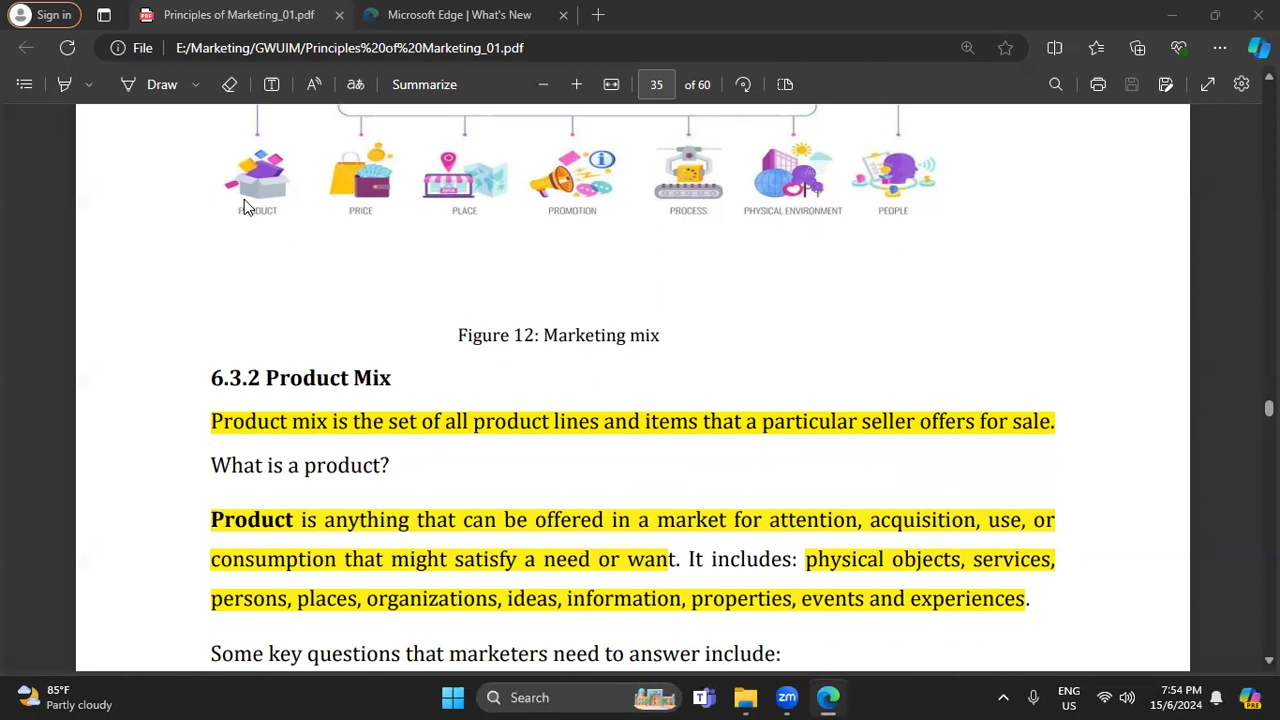 Sign in
Principles of Marketing_01.pdf
Microsoft Edge | What's New
File
E:/Marketing/GWUIM/Principles%20of%20Marketing_01.pdf
Draw
aあ
Summarize
35 of 60
PRODUCT
PRICE
PLACE
PROMOTION
PROCESS
PHYSICAL ENVIRONMENT
PEOPLE
Figure 12: Marketing mix
6.3.2 Product Mix
Product mix is the set of all product lines and items that a particular seller offers for sale.
What is a product?
Product is anything that can be offered in a market for attention, acquisition, use, or
consumption that might satisfy a need or want. It includes: physical objects, services,
persons, places, organizations, ideas, information, properties, events and experiences.
Some key questions that marketers need to answer include:
85°F
Partly cloudy
Search
ENG
US
7:54 PM
15/6/2024
PRE